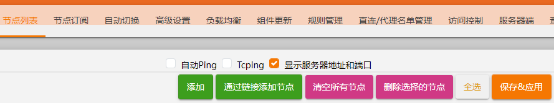 节点列表 节点订阅 自动切换 高级设置 负载均衡 组件更新 规则管理 直连/代理名单管理 访问控制 服务器端
自动Ping Tcping 显示服务器地址和端口
添加 通过链接添加节点 清空所有节点 删除选择的节点 全选 保存&应用